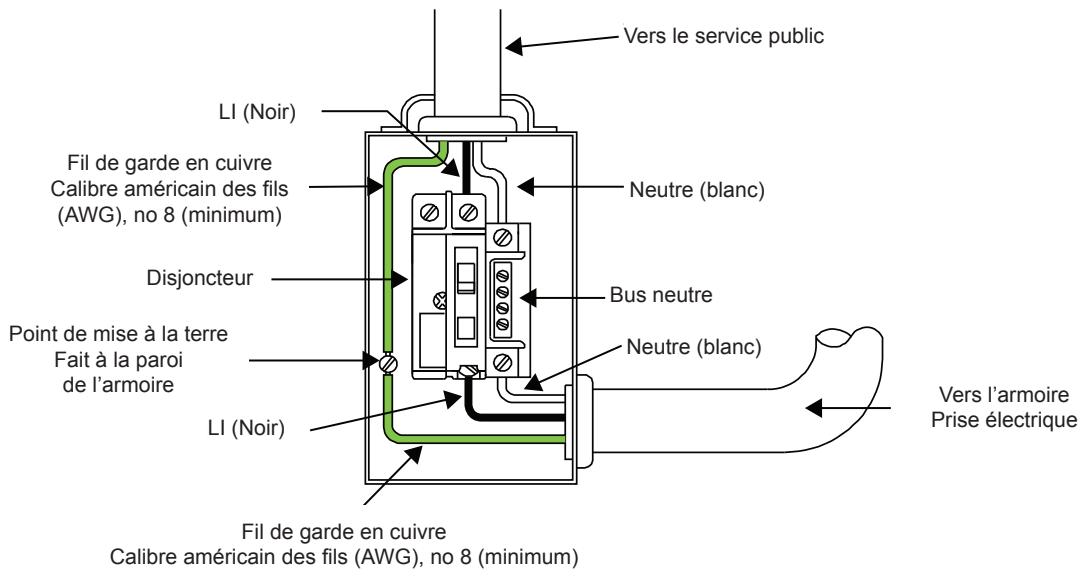 Vers le service public
LI (Noir)
Fil de garde en cuivre
Calibre américain des fils
(AWG), no 8 (minimum)
Neutre (blanc)
Disjoncteur
Bus neutre
Point de mise à la terre
Fait à la paroi
de l’armoire
Neutre (blanc)
Vers l’armoire
Prise électrique
LI (Noir)
Fil de garde en cuivre
Calibre américain des fils (AWG), no 8 (minimum)